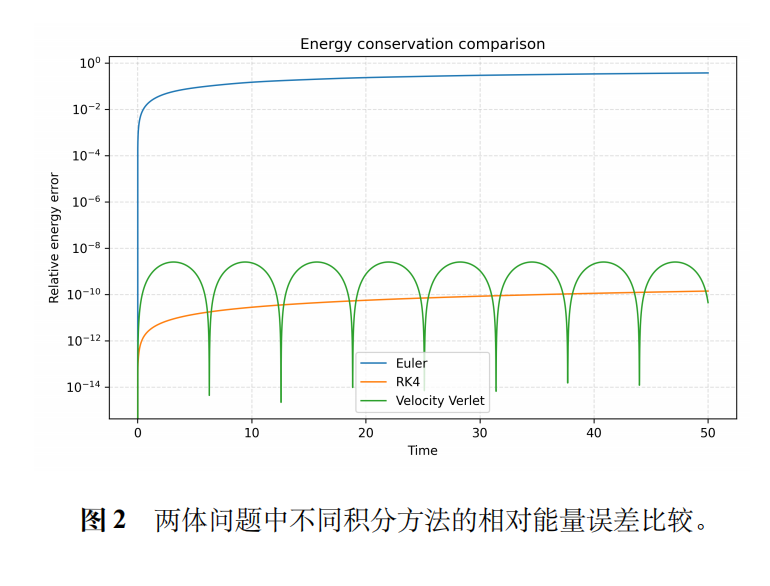 Energy conservation comparison
Relative energy error
10⁰
10⁻²
10⁻⁴
10⁻⁶
10⁻⁸
10⁻¹⁰
10⁻¹²
10⁻¹⁴
Euler
RK4
Velocity Verlet
0 10 20 30 40 50
Time
图 2 两体问题中不同积分方法的相对能量误差比较。